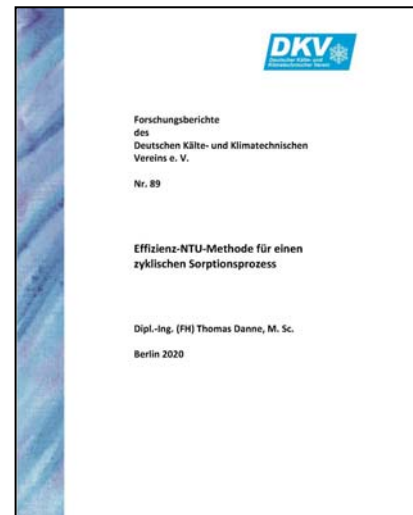 DKV
Deutscher Kälte- und
Klimatechnischer Verein
Forschungsberichte
des
Deutschen Kälte- und Klimatechnischen
Vereins e. V.
Nr. 89
Effizienz-NTU-Methode für einen
zyklischen Sorptionsprozess
Dipl.-Ing. (FH) Thomas Danne, M. Sc.
Berlin 2020